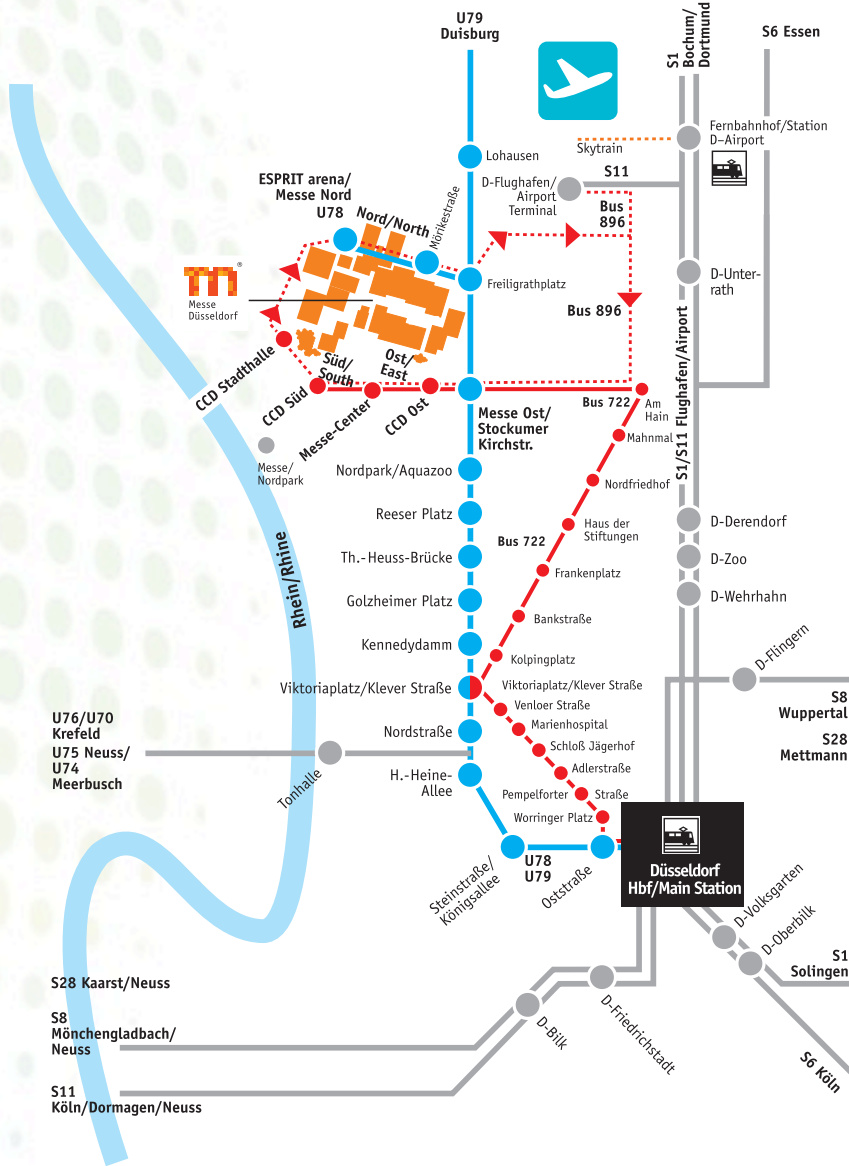 U79
Duisburg
S1
Bochum/
Dortmund
S6 Essen
Fernbahnhof/Station
D–Airport
Skytrain
Lohausen
S11
D-Flughafen/
Airport
Terminal
Bus
896
ESPRIT arena/
Messe Nord
U78
Nord/North
Mörikestraße
Freiligrathplatz
D-Unter-
rath
®
Messe
Düsseldorf
Bus 896
S1/S11 Flughafen/Airport
CCD Stadthalle
Süd/
South
Ost/
East
CCD Süd
Messe-Center
CCD Ost
Messe Ost/
Stockumer
Kirchstr.
Bus 722
Am
Hain
Mahnmal
Messe/
Nordpark
Nordpark/Aquazoo
Nordfriedhof
Reeser Platz
Haus der
Stiftungen
D-Derendorf
Bus 722
Th.-Heuss-Brücke
Frankenplatz
D-Zoo
Rhein/Rhine
Golzheimer Platz
D-Wehrhahn
Bankstraße
Kennedydamm
Kolpingplatz
D-Flingern
Viktoriaplatz/Klever Straße
Viktoriaplatz/Klever Straße
Venloer Straße
S8
Wuppertal
U76/U70
Krefeld
U75 Neuss/
U74
Meerbusch
Nordstraße
Marienhospital
S28
Mettmann
Schloß Jägerhof
Tonhalle
H.-Heine-
Allee
Adlerstraße
Pempelforter
Straße
Worringer Platz
U78
U79
Steinstraße/
Königsallee
Oststraße
Düsseldorf
Hbf/Main Station
D-Volksgarten
D-Oberbilk
S1
Solingen
S28 Kaarst/Neuss
S8
Mönchengladbach/
Neuss
D-Bilk
D-Friedrichstadt
S6 Köln
S11
Köln/Dormagen/Neuss